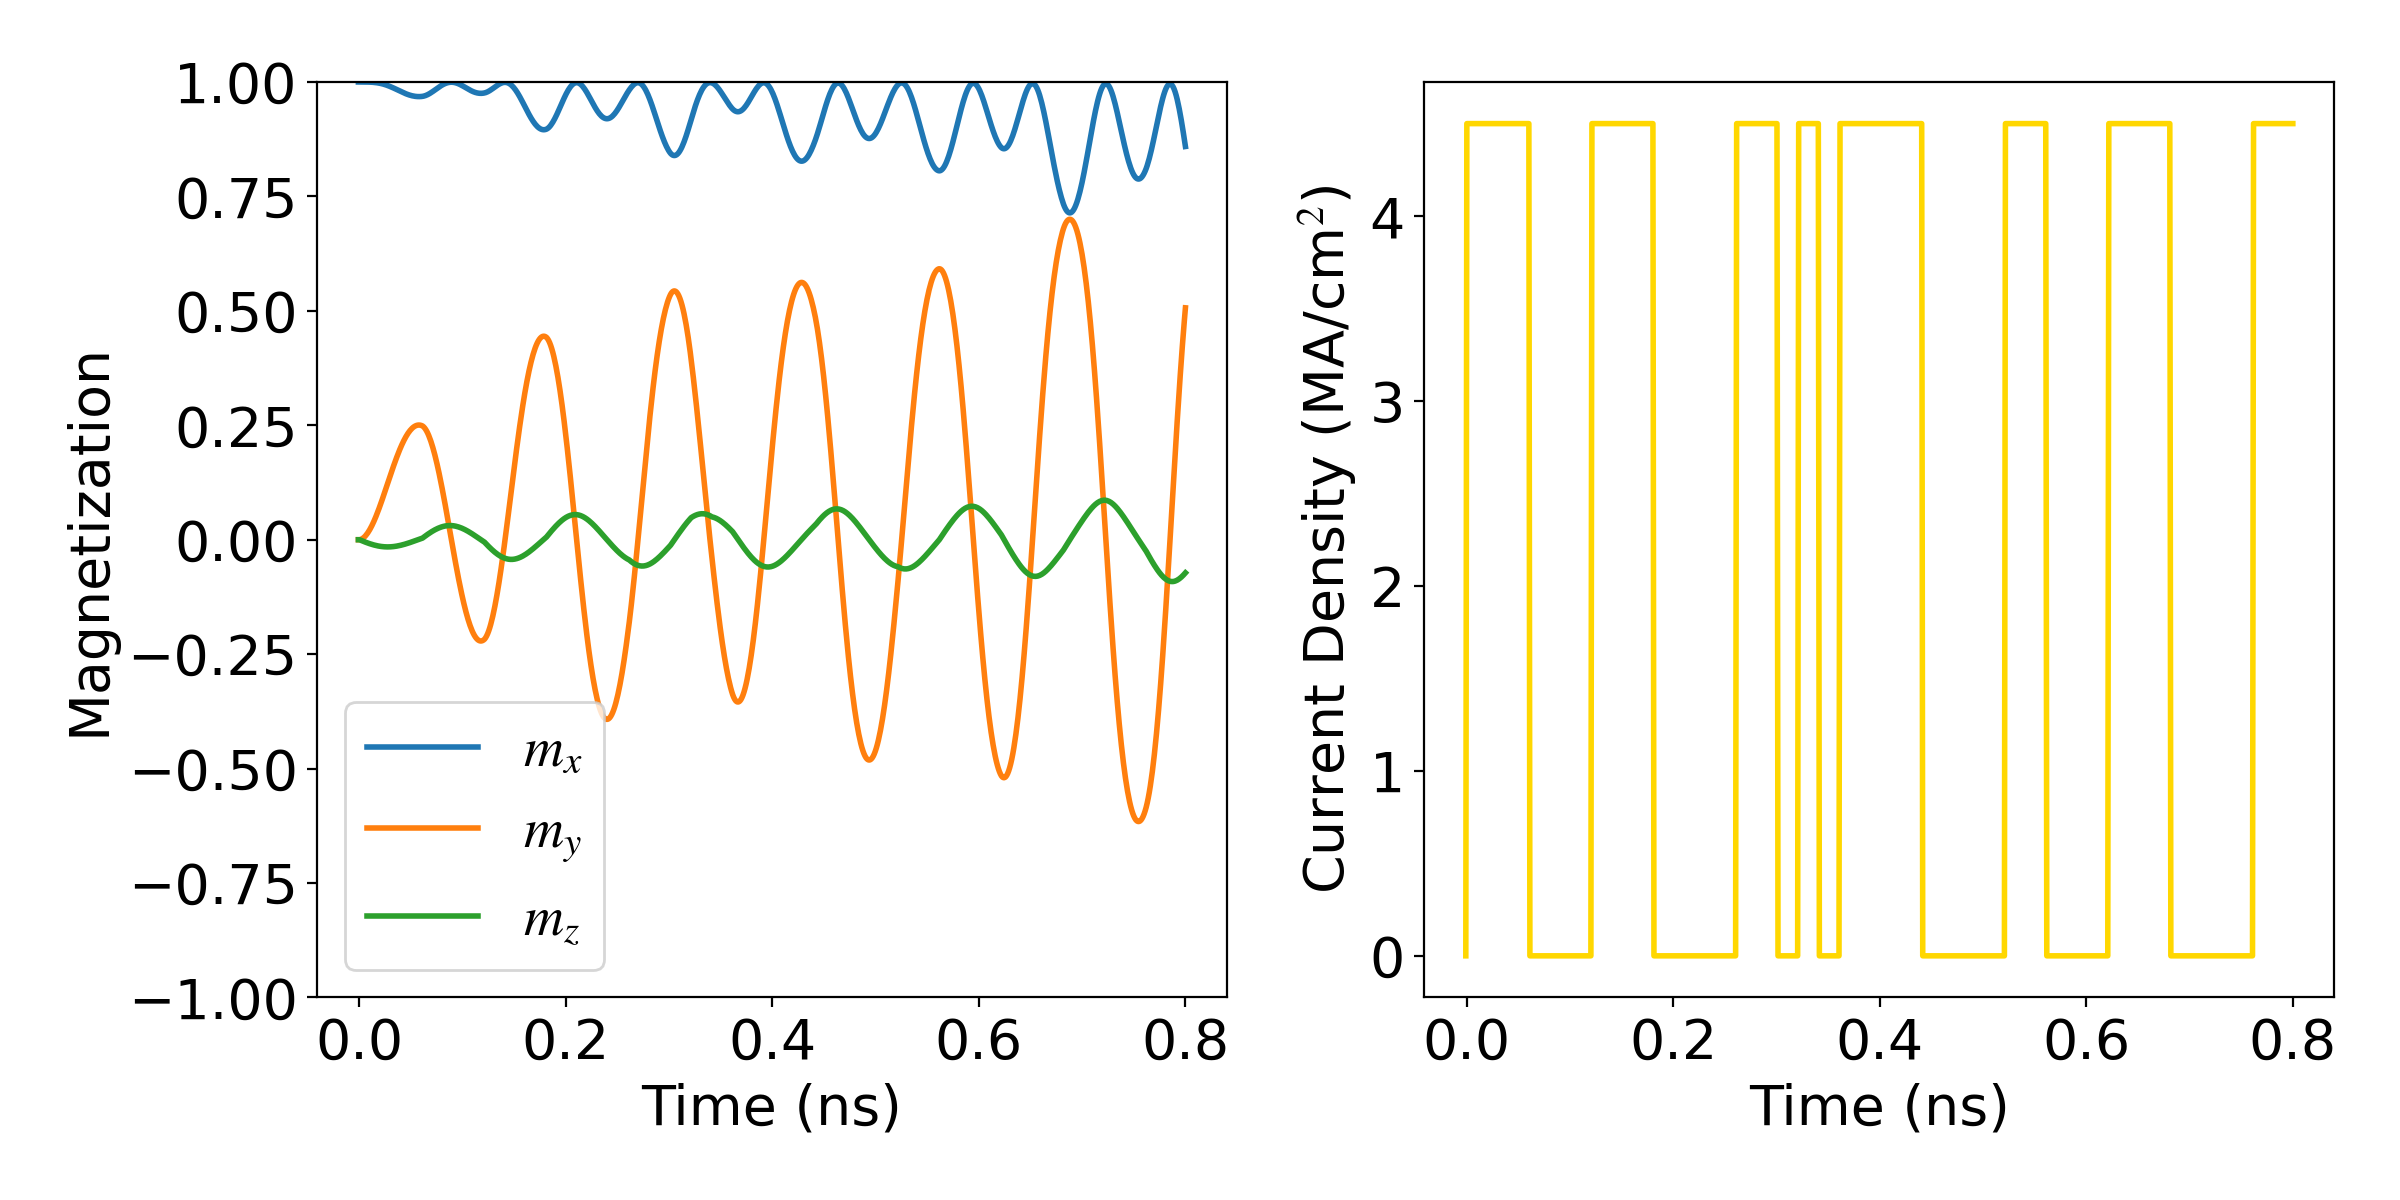 Magnetization
1.00
0.75
0.50
0.25
0.00
−0.25
−0.50
−0.75
−1.00
m_x
m_y
m_z
0.0 0.2 0.4 0.6 0.8
Time (ns)
Current Density (MA/cm²)
4
3
2
1
0
0.0 0.2 0.4 0.6 0.8
Time (ns)